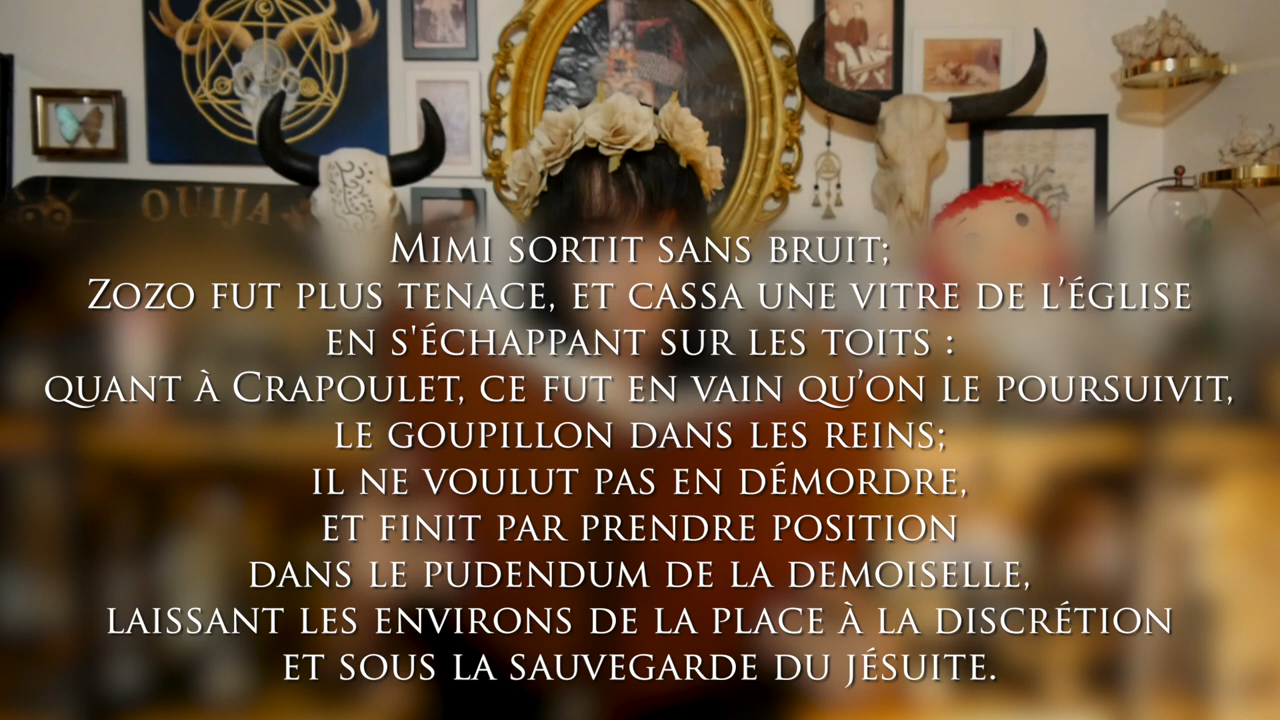 OUIJA
Mimi sortit sans bruit;
Zozo fut plus tenace, et cassa une vitre de l’église
en s'échappant sur les toits :
quant à Crapoulet, ce fut en vain qu’on le poursuivit,
le goupillon dans les reins;
il ne voulut pas en démordre,
et finit par prendre position
dans le pudendum de la demoiselle,
laissant les environs de la place à la discrétion
et sous la sauvegarde du jésuite.